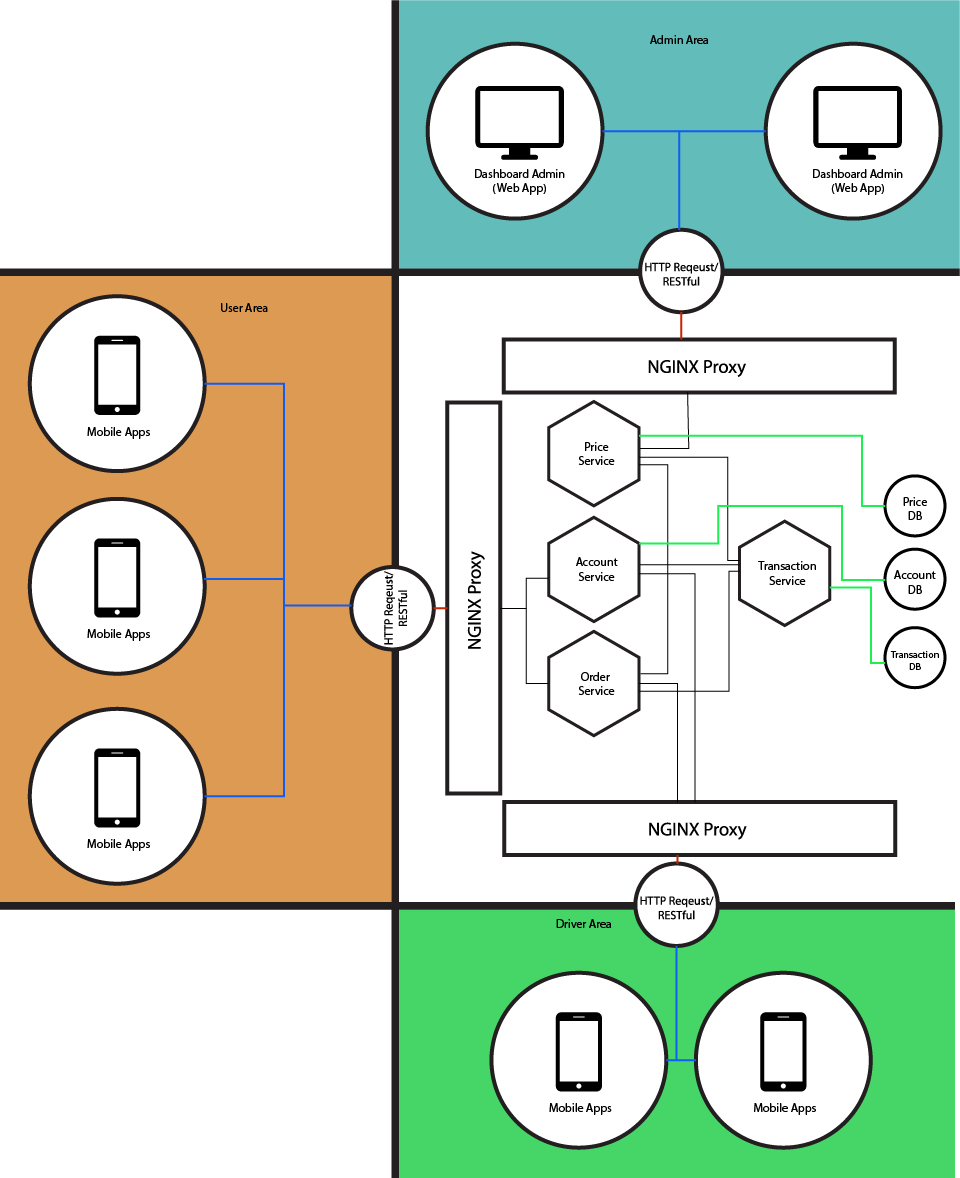 Admin Area
Dashboard Admin
(Web App)
Dashboard Admin
(Web App)
HTTP Reqeust/
RESTful
User Area
Mobile Apps
Mobile Apps
Mobile Apps
HTTP Reqeust/
RESTful
NGINX Proxy
NGINX Proxy
Price
Service
Account
Service
Order
Service
Transaction
Service
Price
DB
Account
DB
Transaction
DB
NGINX Proxy
HTTP Reqeust/
RESTful
Driver Area
Mobile Apps
Mobile Apps